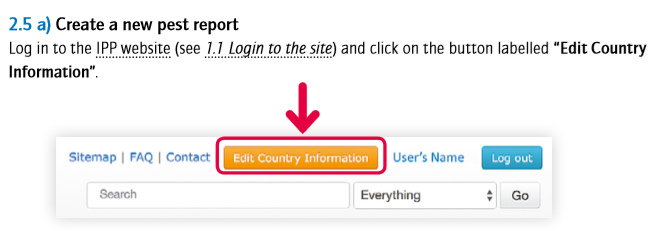 2.5 a) Create a new pest report
Log in to the IPP website (see 1.1 Login to the site) and click on the button labelled “Edit Country
Information”.
Sitemap | FAQ | Contact Edit Country Information User's Name Log out
Search Everything Go